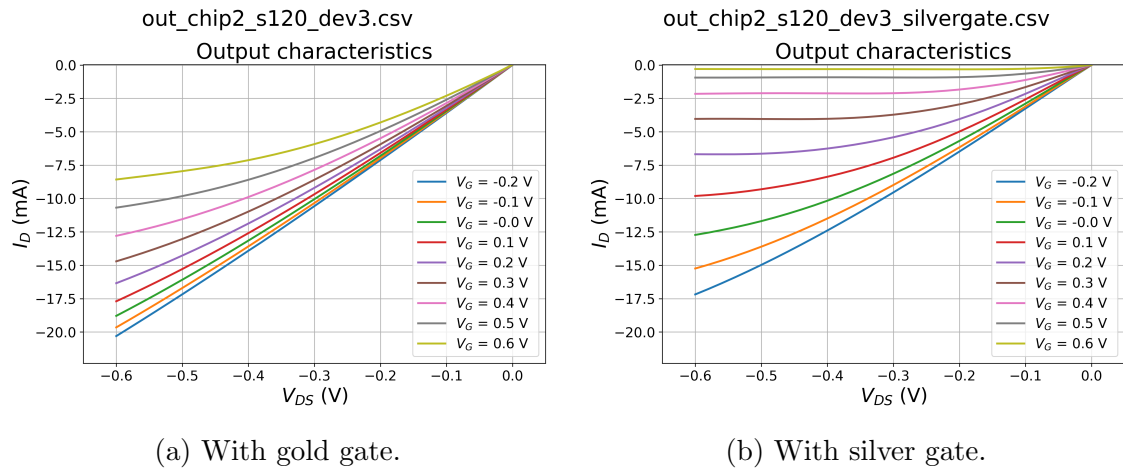 out_chip2_s120_dev3.csv
Output characteristics
0.0
−2.5
−5.0
−7.5
−10.0
−12.5
−15.0
−17.5
−20.0
I_D (mA)
V_G = -0.2 V
V_G = -0.1 V
V_G = -0.0 V
V_G = 0.1 V
V_G = 0.2 V
V_G = 0.3 V
V_G = 0.4 V
V_G = 0.5 V
V_G = 0.6 V
−0.6 −0.5 −0.4 −0.3 −0.2 −0.1 0.0
V_DS (V)
(a) With gold gate.
out_chip2_s120_dev3_silvergate.csv
Output characteristics
0.0
−2.5
−5.0
−7.5
−10.0
−12.5
−15.0
−17.5
−20.0
I_D (mA)
V_G = -0.2 V
V_G = -0.1 V
V_G = -0.0 V
V_G = 0.1 V
V_G = 0.2 V
V_G = 0.3 V
V_G = 0.4 V
V_G = 0.5 V
V_G = 0.6 V
−0.6 −0.5 −0.4 −0.3 −0.2 −0.1 0.0
V_DS (V)
(b) With silver gate.